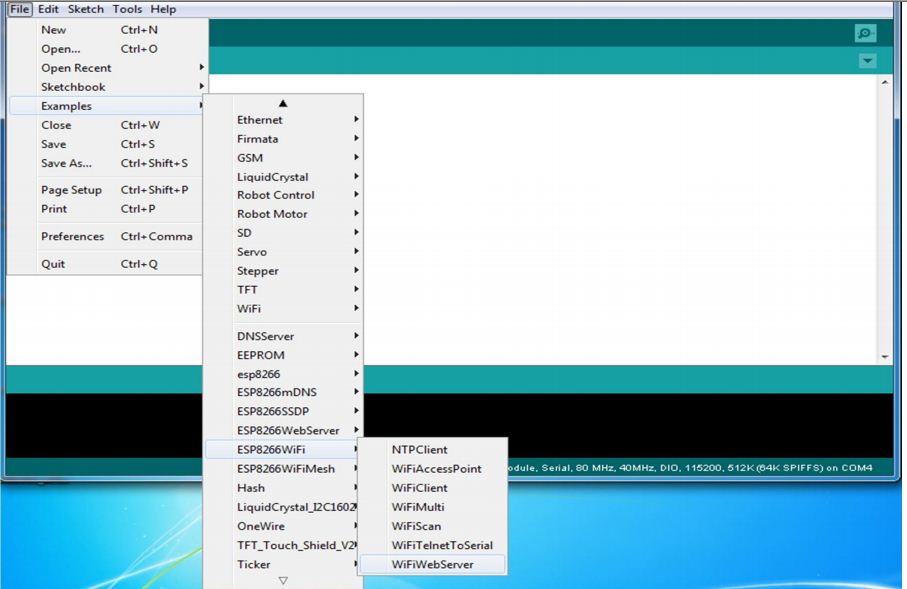 File Edit Sketch Tools Help
New Ctrl+N
Open... Ctrl+O
Open Recent
Sketchbook
Examples
Close Ctrl+W
Save Ctrl+S
Save As... Ctrl+Shift+S
Page Setup Ctrl+Shift+P
Print Ctrl+P
Preferences Ctrl+Comma
Quit Ctrl+Q
Ethernet
Firmata
GSM
LiquidCrystal
Robot Control
Robot Motor
SD
Servo
Stepper
TFT
WiFi
DNSServer
EEPROM
esp8266
ESP8266mDNS
ESP8266SSDP
ESP8266WebServer
ESP8266WiFi
ESP8266WiFiMesh
Hash
LiquidCrystal_I2C1602
OneWire
TFT_Touch_Shield_V2
Ticker
NTPClient
WiFiAccessPoint
WiFiClient
WiFiMulti
WiFiScan
WiFiTelnetToSerial
WiFiWebServer
odule, Serial, 80 MHz, 40MHz, DIO, 115200, 512K (64K SPIFFS) on COM4